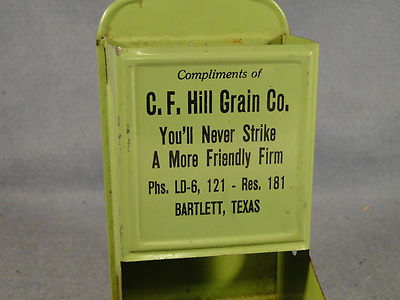 Compliments of
C. F. Hill Grain Co.
You'll Never Strike
A More Friendly Firm
Phs. LD-6, 121 - Res. 181
BARTLETT, TEXAS